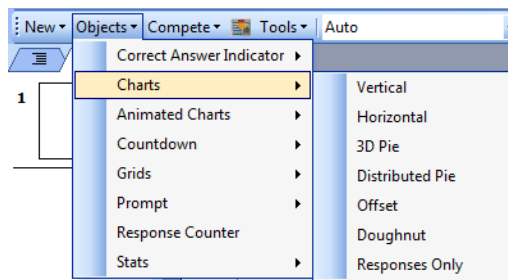 New Objects Compete Tools Auto
Correct Answer Indicator
Charts
Animated Charts
Countdown
Grids
Prompt
Response Counter
Stats
Vertical
Horizontal
3D Pie
Distributed Pie
Offset
Doughnut
Responses Only
1